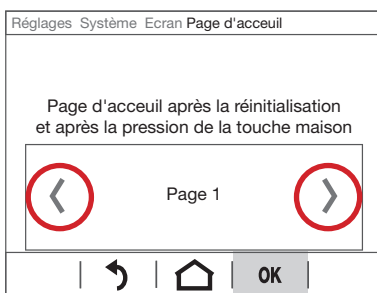 Réglages Système Ecran Page d'acceuil
Page d'acceuil après la réinitialisation
et après la pression de la touche maison
Page 1
OK